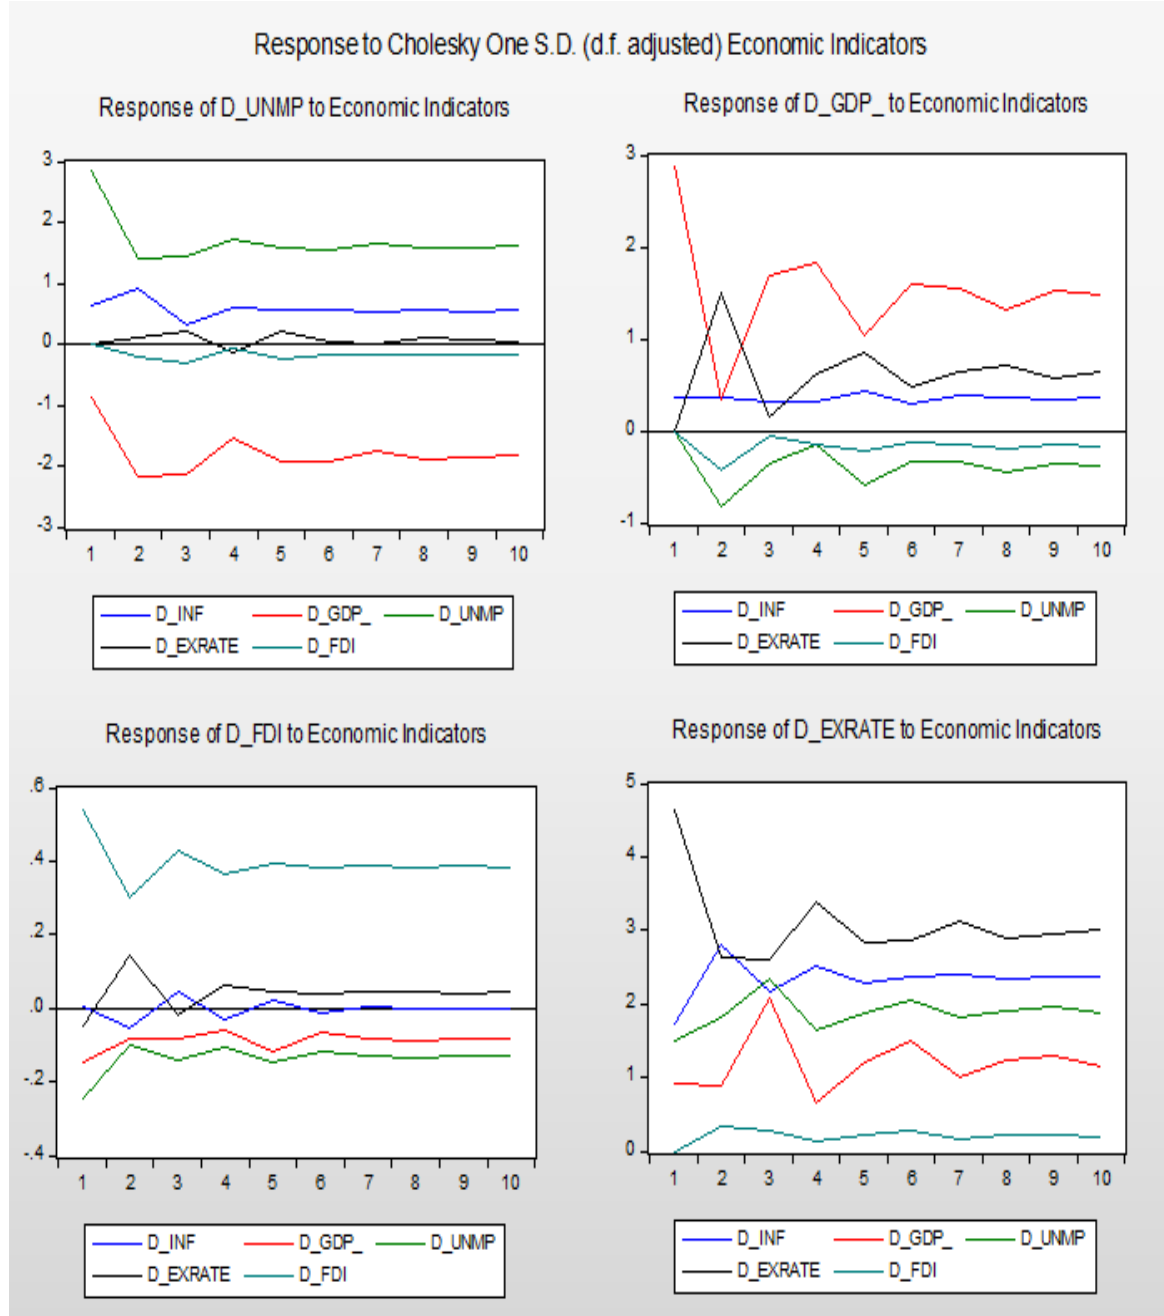 Response to Cholesky One S.D. (d.f. adjusted) Economic Indicators
Response of D_UNMP to Economic Indicators
3
2
1
0
-1
-2
-3
1 2 3 4 5 6 7 8 9 10
D_INF D_GDP_ D_UNMP
D_EXRATE D_FDI
Response of D_GDP_ to Economic Indicators
3
2
1
0
-1
1 2 3 4 5 6 7 8 9 10
D_INF D_GDP_ D_UNMP
D_EXRATE D_FDI
Response of D_FDI to Economic Indicators
.6
.4
.2
.0
-.2
-.4
1 2 3 4 5 6 7 8 9 10
D_INF D_GDP_ D_UNMP
D_EXRATE D_FDI
Response of D_EXRATE to Economic Indicators
5
4
3
2
1
0
1 2 3 4 5 6 7 8 9 10
D_INF D_GDP_ D_UNMP
D_EXRATE D_FDI